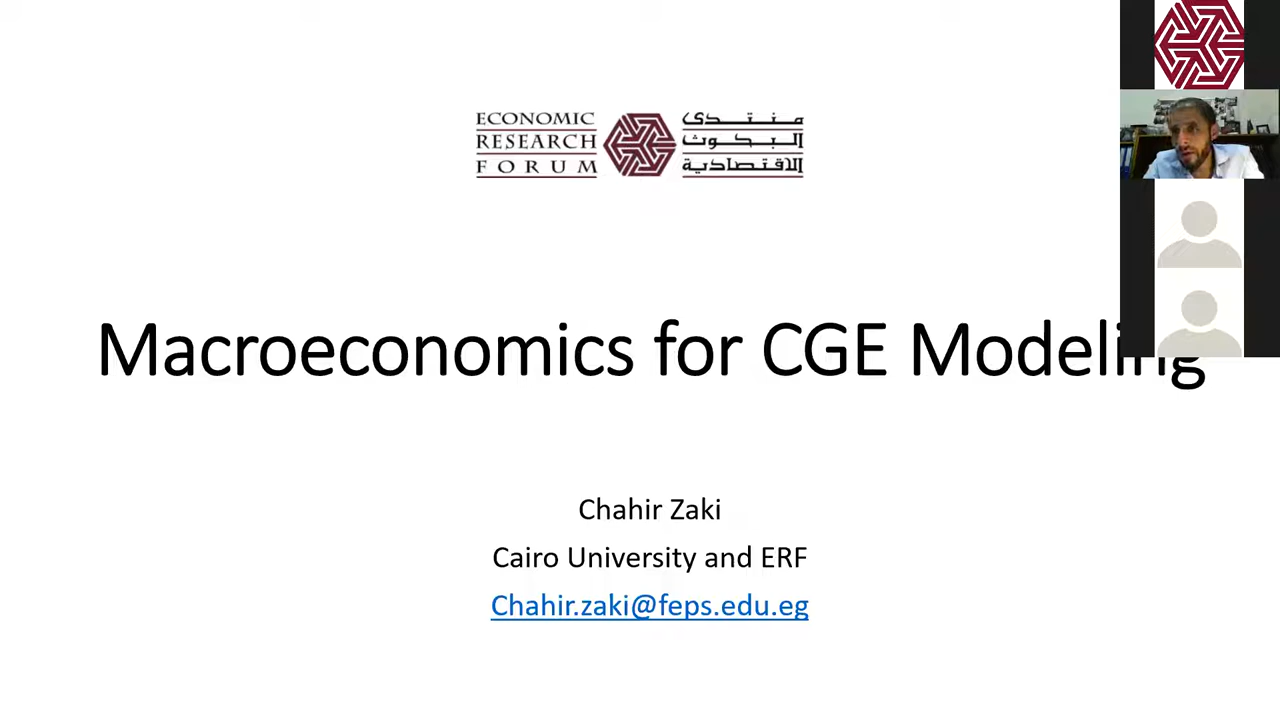 ECONOMIC
RESEARCH
FORUM
منتدى
البحوث
الاقتصادية
Macroeconomics for CGE Modeling
Chahir Zaki
Cairo University and ERF
Chahir.zaki@feps.edu.eg